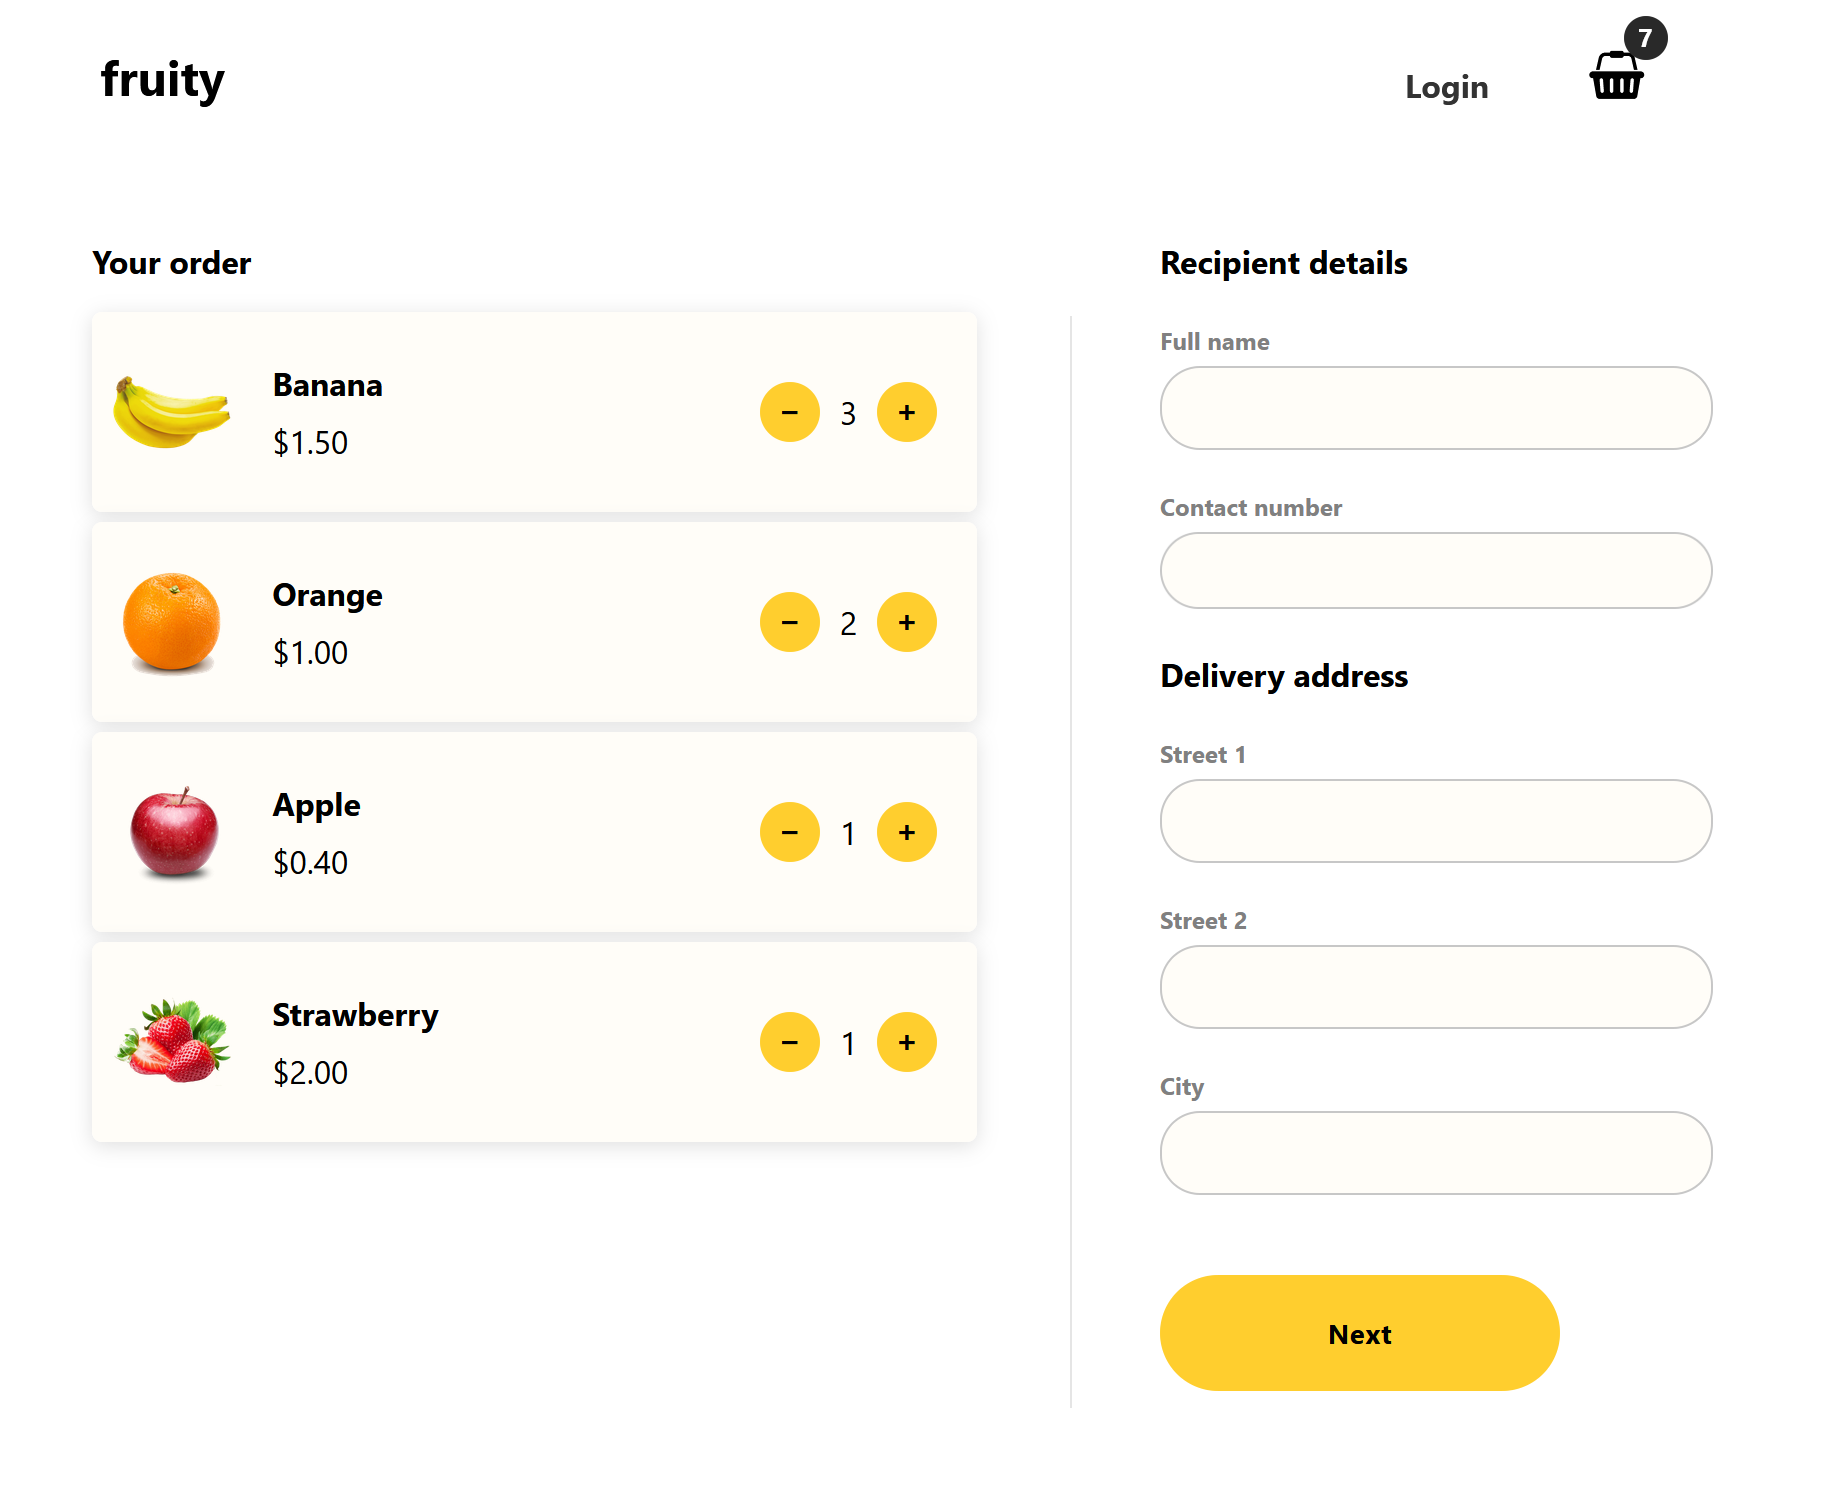 fruity
Login
7
Your order
Banana
$1.50
− 3 +
Orange
$1.00
− 2 +
Apple
$0.40
− 1 +
Strawberry
$2.00
− 1 +
Recipient details
Full name
Contact number
Delivery address
Street 1
Street 2
City
Next